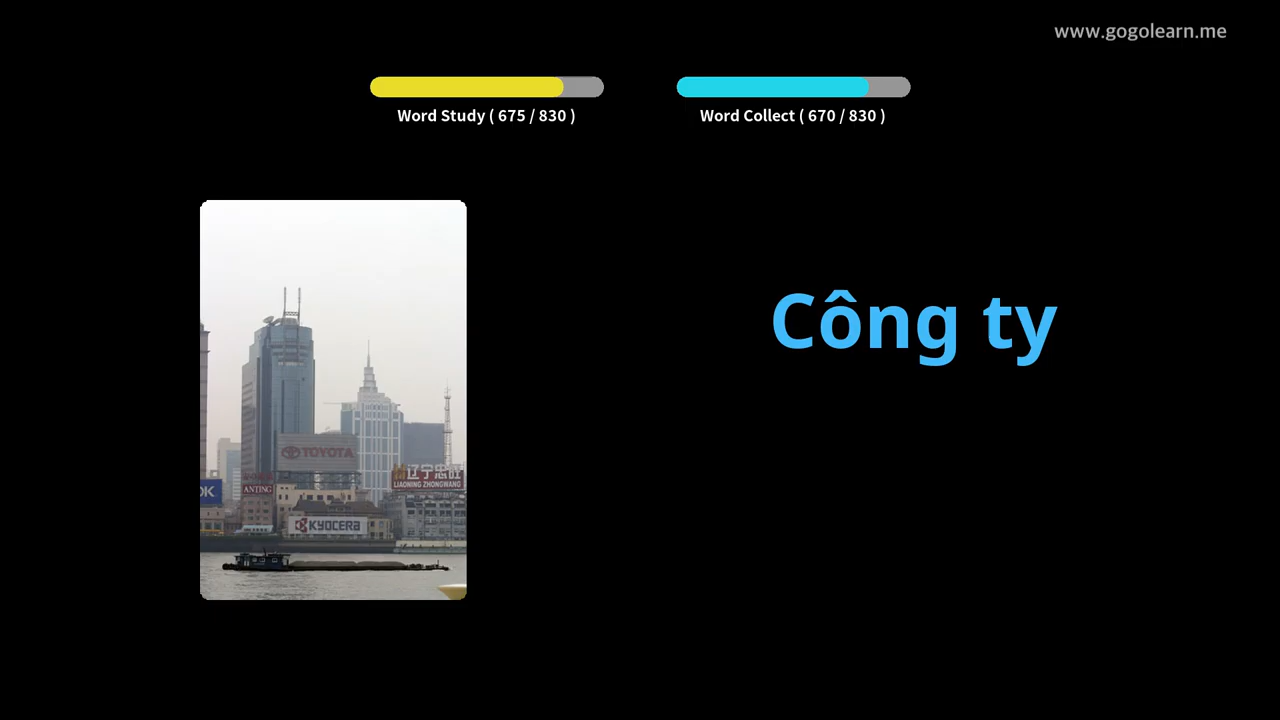 www.gogolearn.me
Word Study ( 675 / 830 )
Word Collect ( 670 / 830 )
Công ty
TOYOTA
辽宁忠旺
LIAONING ZHONGWANG
OK
ANTING
KYOCERA